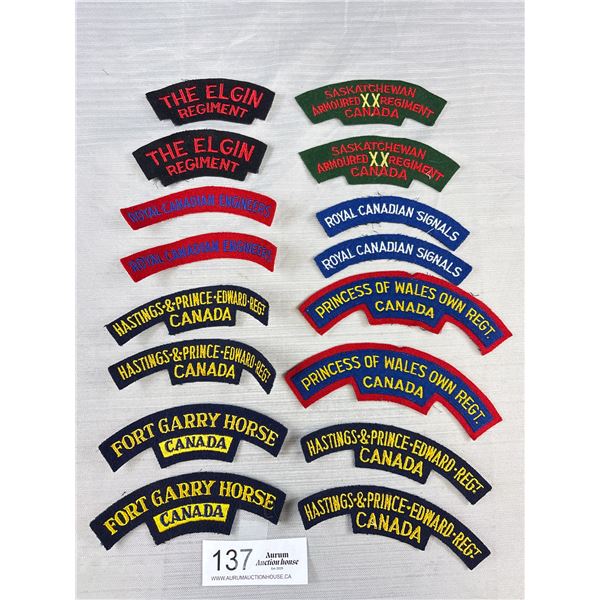 THE ELGIN
REGIMENT
THE ELGIN
REGIMENT
ROYAL·CANADIAN ENGINEERS
ROYAL·CANADIAN ENGINEERS
HASTINGS·&·PRINCE·EDWARD·REGT
CANADA
HASTINGS·&·PRINCE·EDWARD·REGT
CANADA
FORT GARRY HORSE
CANADA
FORT GARRY HORSE
CANADA
SASKATCHEWAN
ARMOURED XX REGIMENT
CANADA
SASKATCHEWAN
ARMOURED XX REGIMENT
CANADA
ROYAL CANADIAN SIGNALS
ROYAL CANADIAN SIGNALS
PRINCESS OF WALES OWN REGT.
CANADA
PRINCESS OF WALES OWN REGT.
CANADA
HASTINGS·&·PRINCE·EDWARD·REGT
CANADA
HASTINGS·&·PRINCE·EDWARD·REGT
CANADA
137
Aurum
Auction house
WWW.AURUMAUCTIONHOUSE.CA